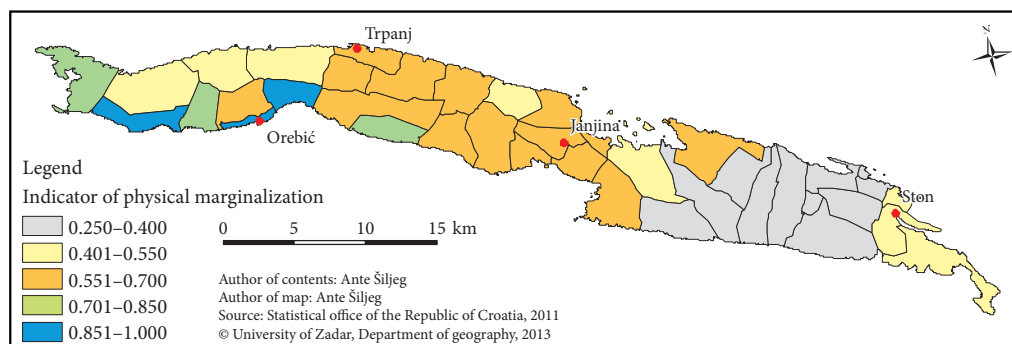 Trpanj
N
Orebić
Janjina
Ston
Legend
Indicator of physical marginalization
0.250–0.400
0.401–0.550
0.551–0.700
0.701–0.850
0.851–1.000
0 5 10 15 km
Author of contents: Ante Šiljeg
Author of map: Ante Šiljeg
Source: Statistical office of the Republic of Croatia, 2011
© University of Zadar, Department of geography, 2013